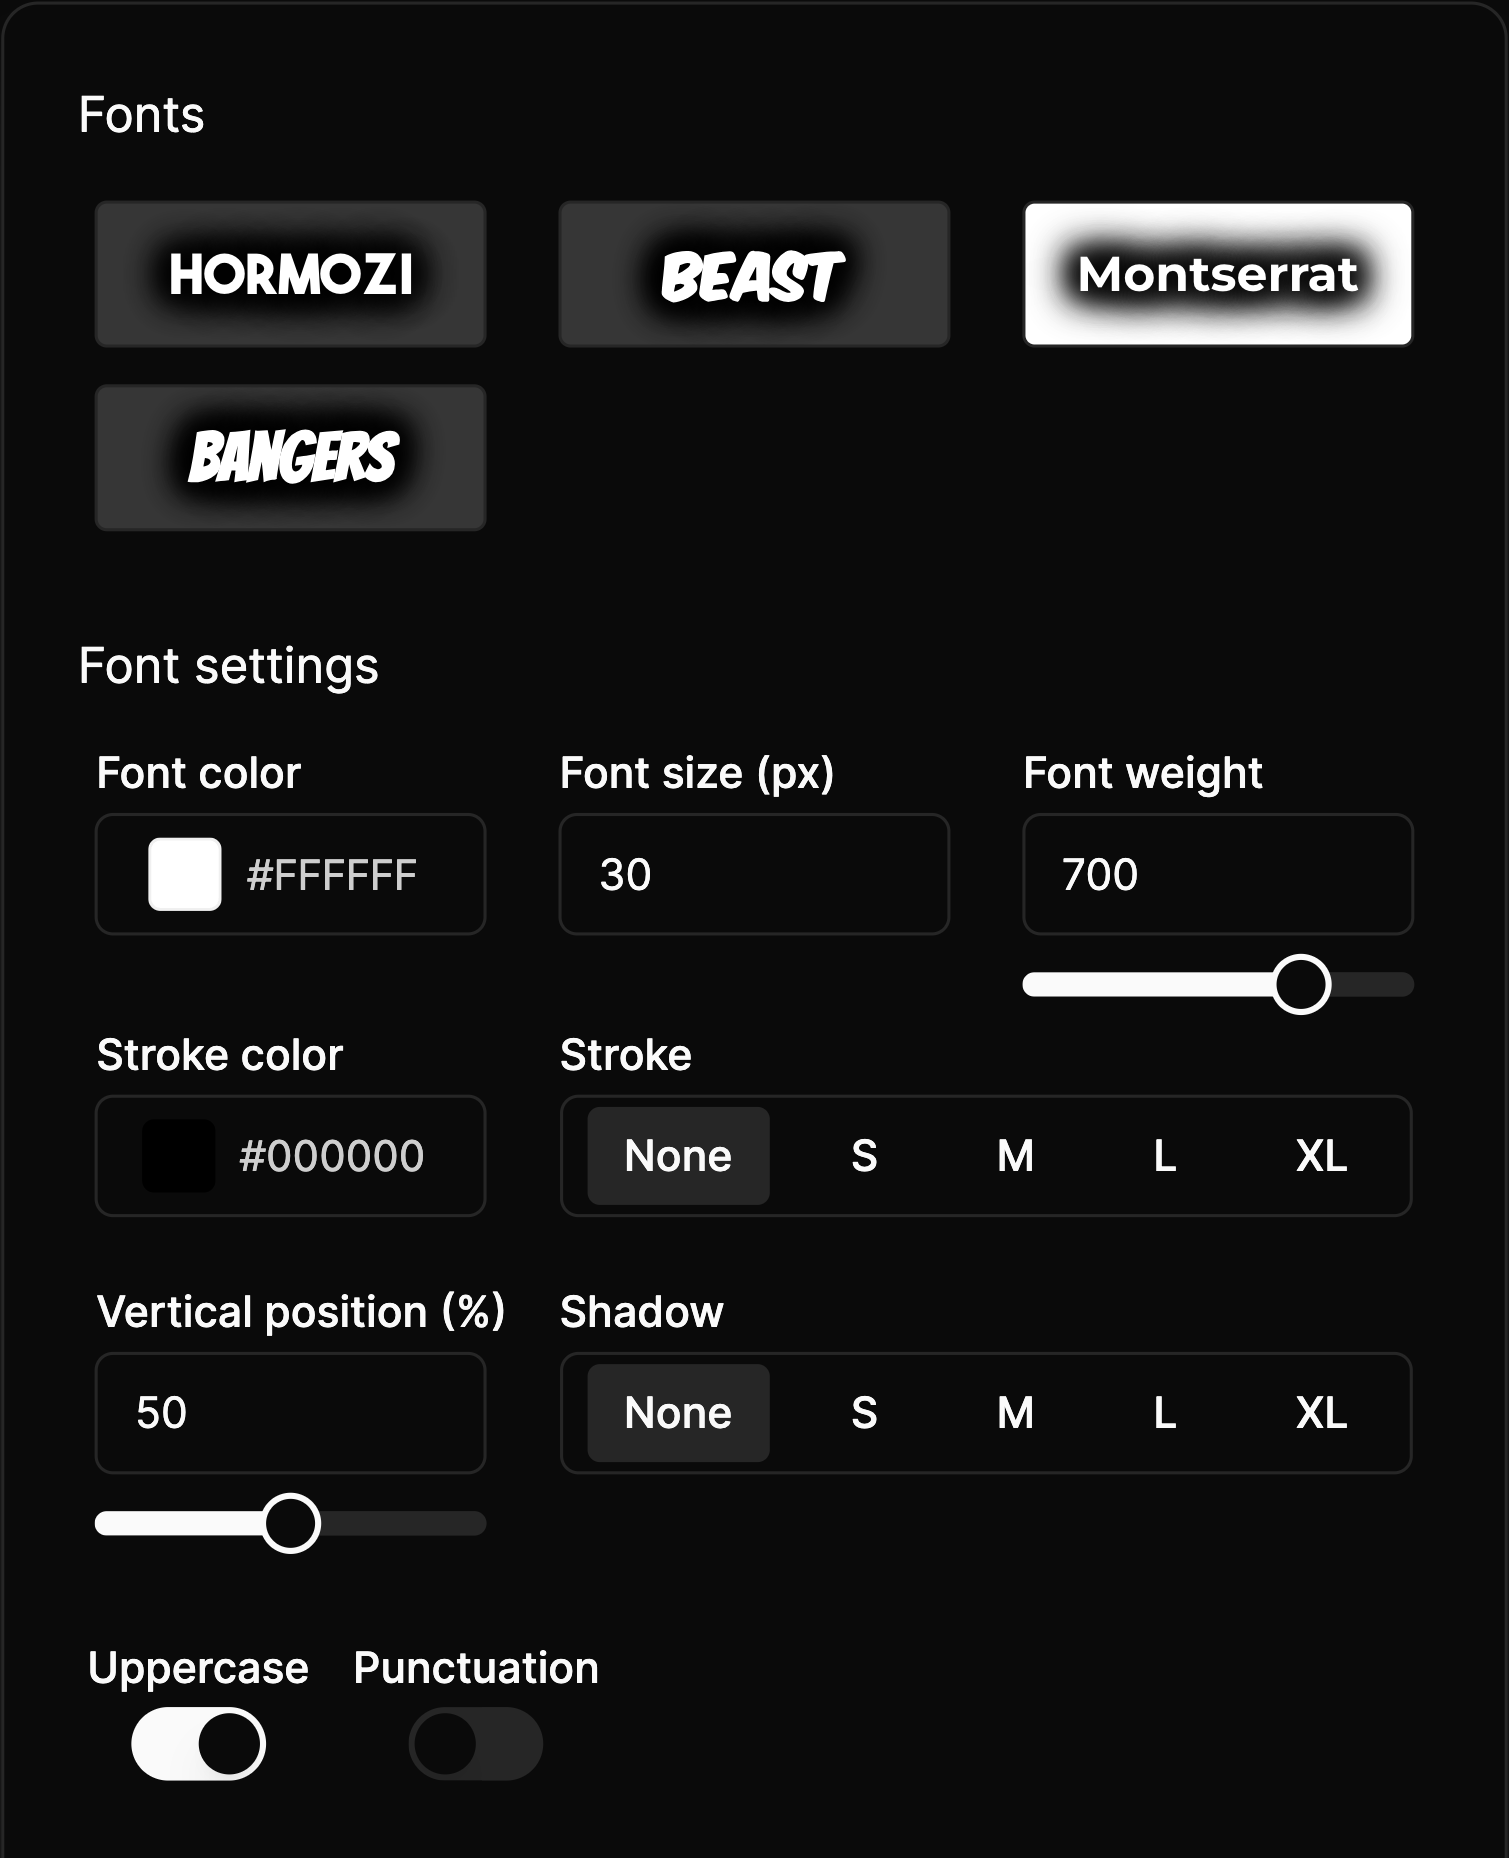 Fonts
HORMOZI BEAST Montserrat
BANGERS
Font settings
Font color Font size (px) Font weight
#FFFFFF 30 700
Stroke color Stroke
#000000 None S M L XL
Vertical position (%) Shadow
50 None S M L XL
Uppercase Punctuation